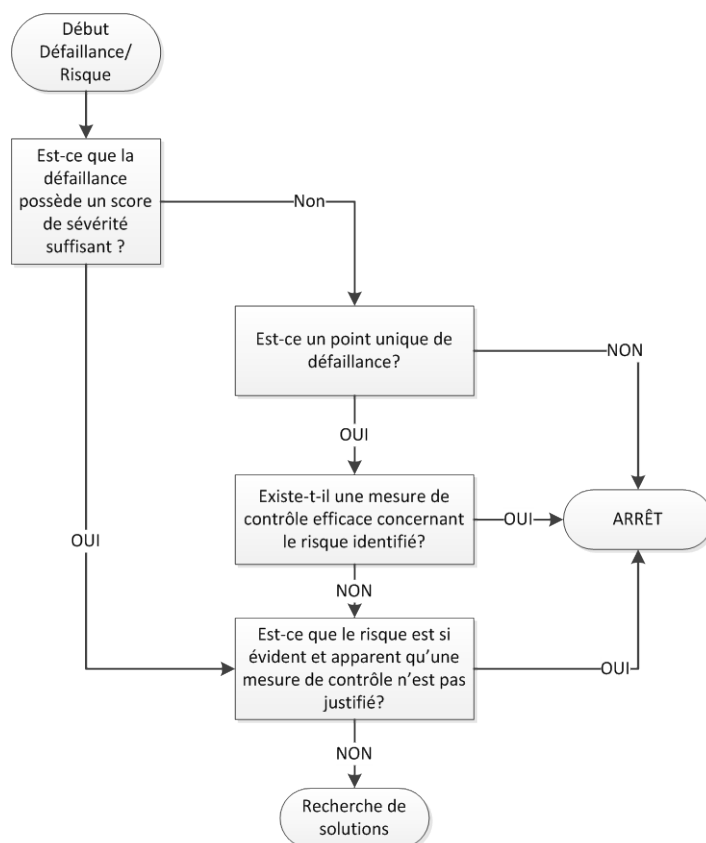 Début
Défaillance/
Risque
Est-ce que la
défaillance
possède un score
de sévérité
suffisant ?
Non
Est-ce un point unique de
défaillance?
NON
OUI
Existe-t-il une mesure de
contrôle efficace concernant
le risque identifié?
OUI
ARRÊT
OUI
NON
Est-ce que le risque est si
évident et apparent qu'une
mesure de contrôle n'est pas
justifié?
OUI
NON
Recherche de
solutions